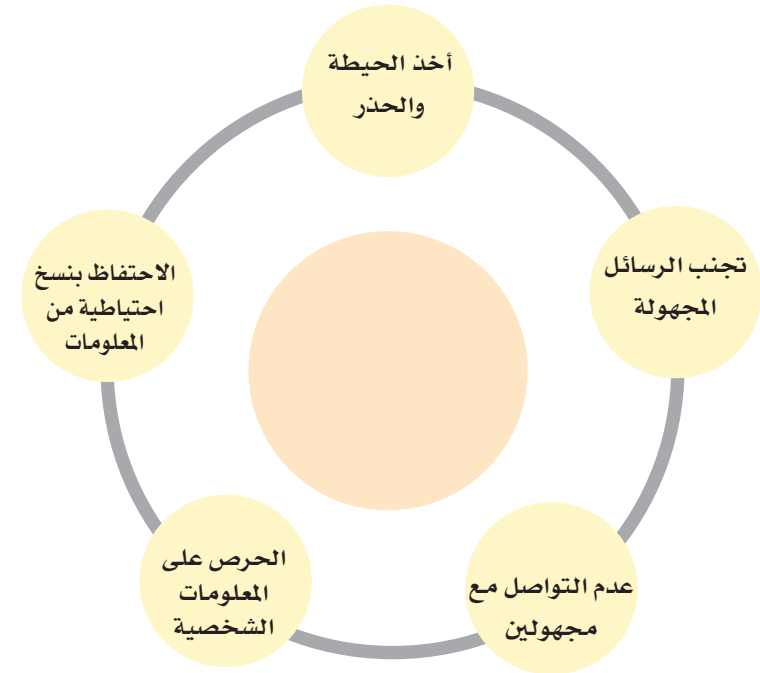 أخذ الحيطة
والحذر
تجنب الرسائل
المجهولة
عدم التواصل مع
مجهولين
الحرص على
المعلومات
الشخصية
الاحتفاظ بنسخ
احتياطية من
المعلومات